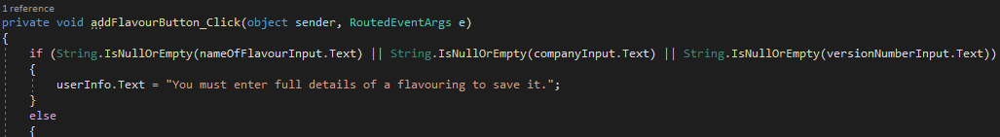 1 reference
private void addFlavourButton_Click(object sender, RoutedEventArgs e)
{
if (String.IsNullOrEmpty(nameOfFlavourInput.Text) || String.IsNullOrEmpty(companyInput.Text) || String.IsNullOrEmpty(versionNumberInput.Text))
{
userInfo.Text = "You must enter full details of a flavouring to save it.";
}
else
{